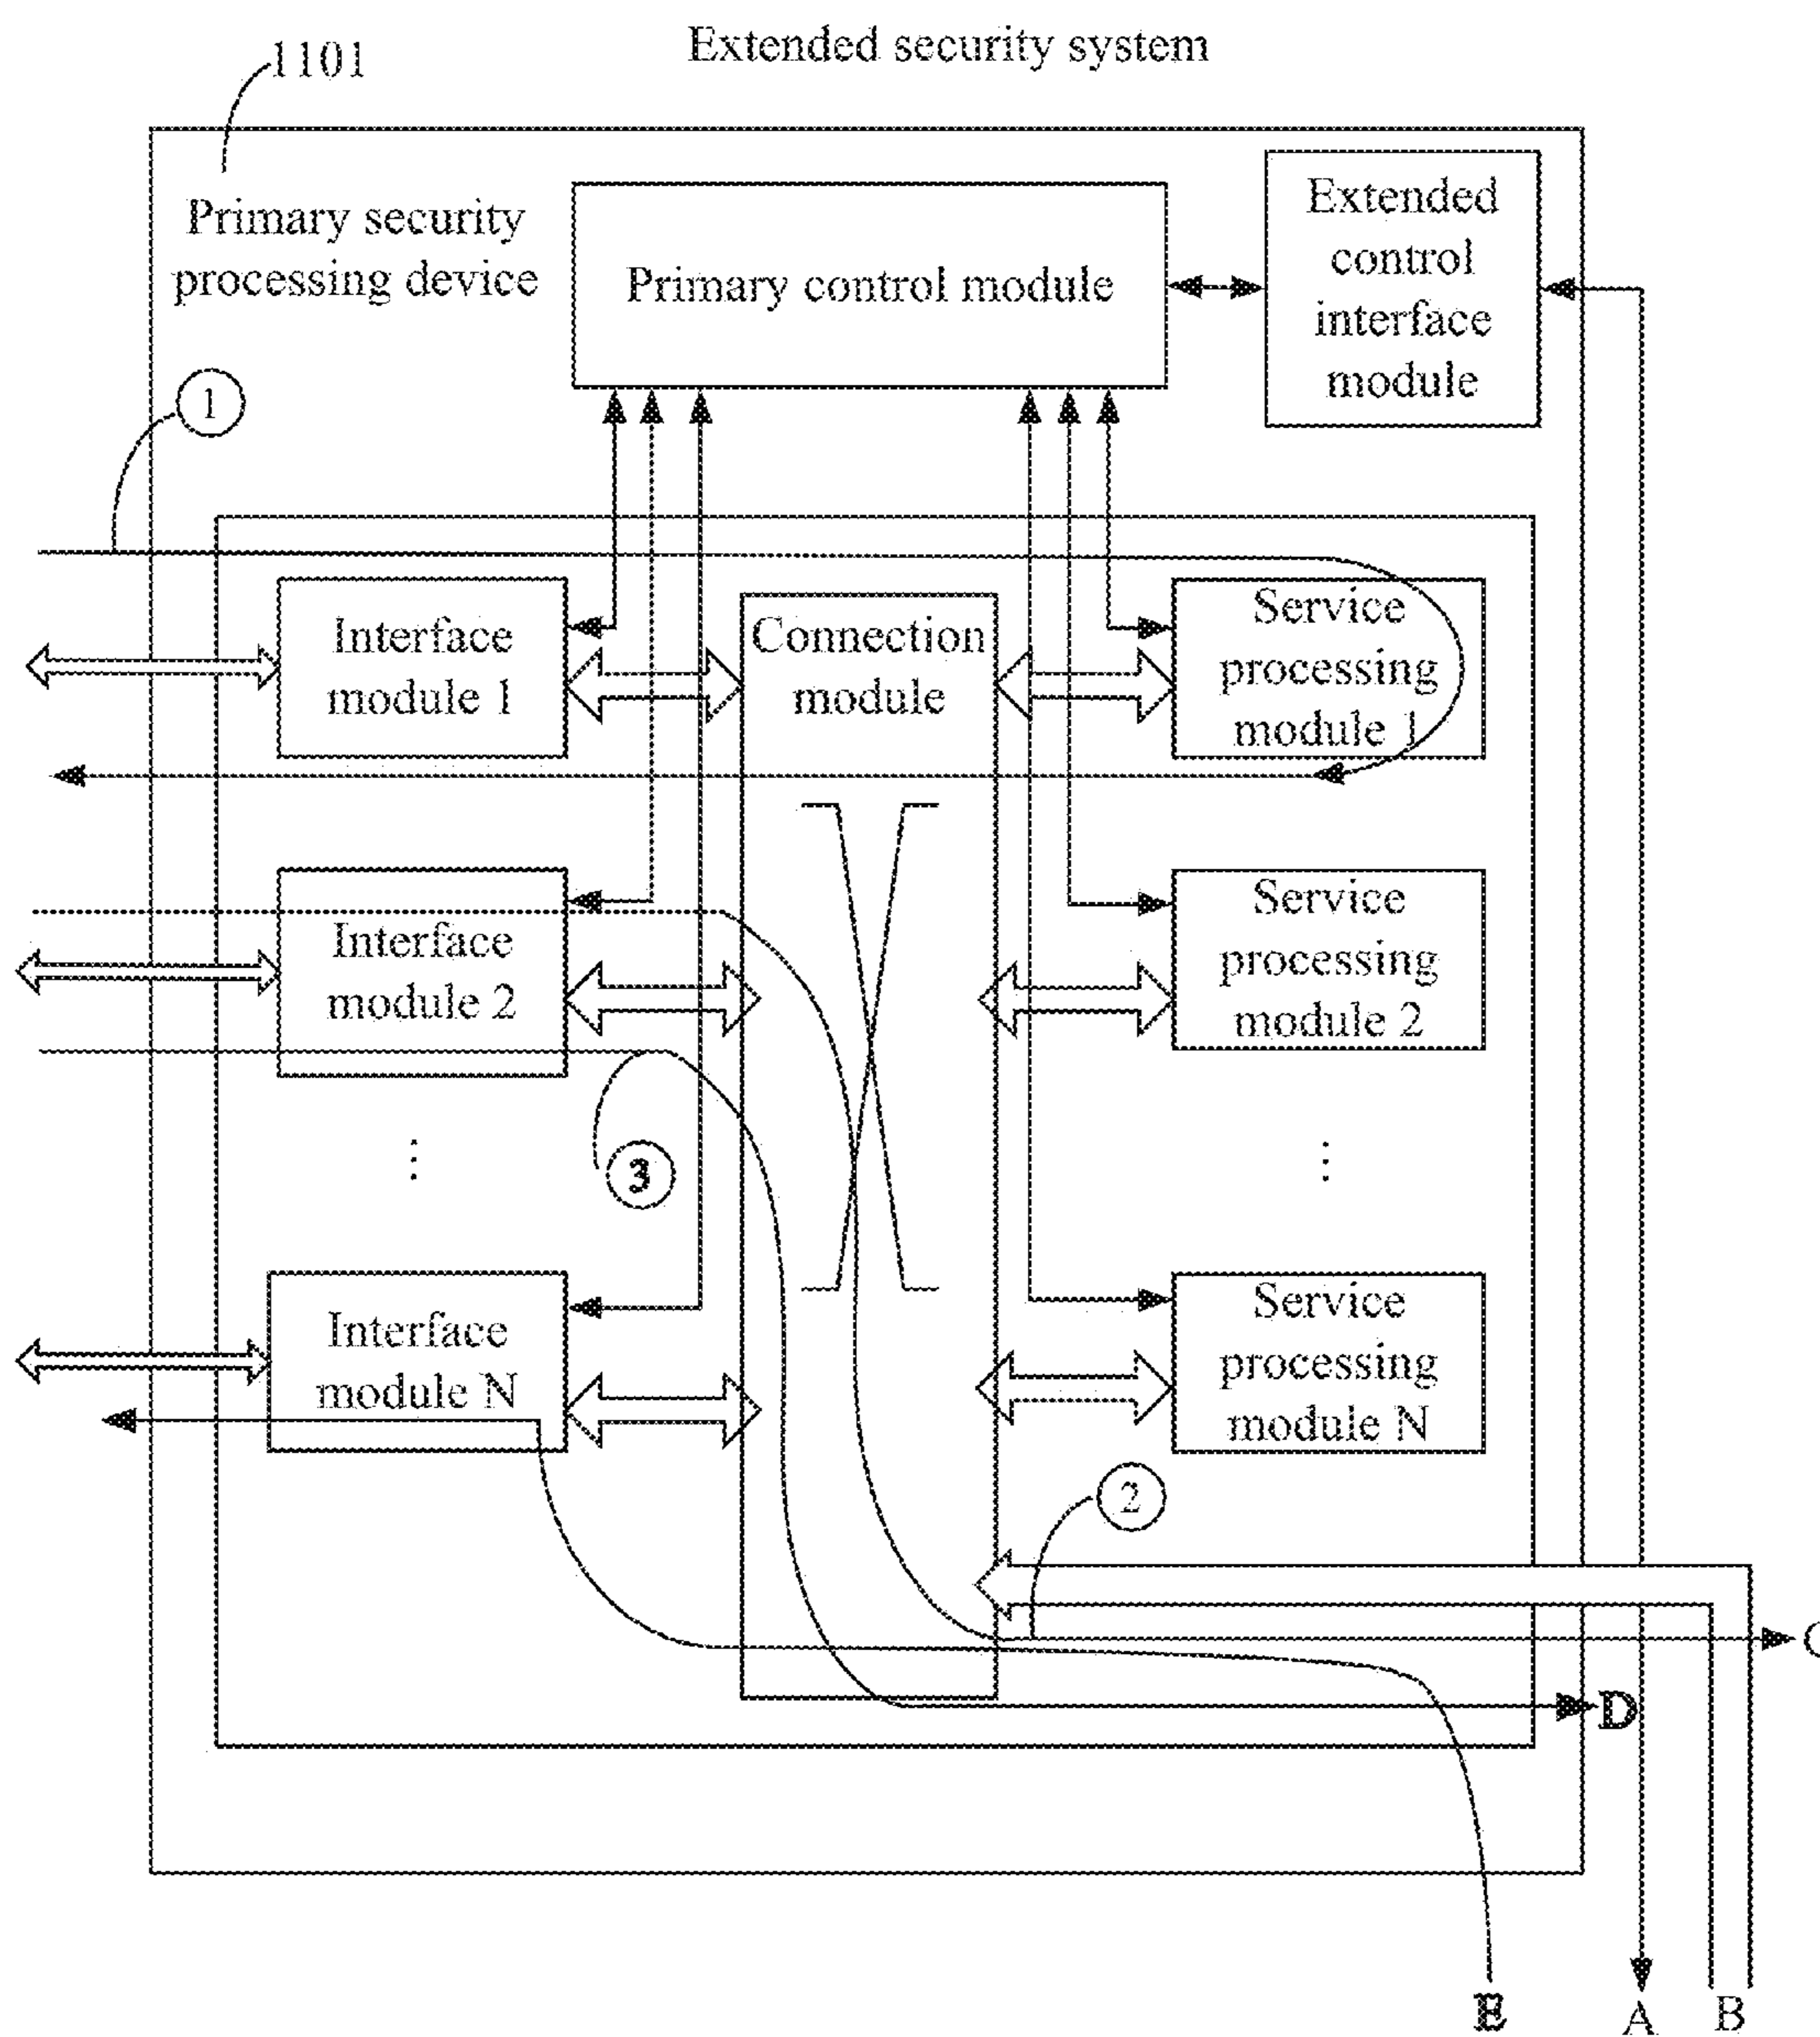 Extended security system
1101
Primary security
processing device
Primary control module
Extended
control
interface
module
1
Interface
module 1
Connection
module
Service
processing
module 1
Interface
module 2
Service
processing
module 2
⋮
3
⋮
Interface
module N
Service
processing
module N
2
C
D
E
A
B